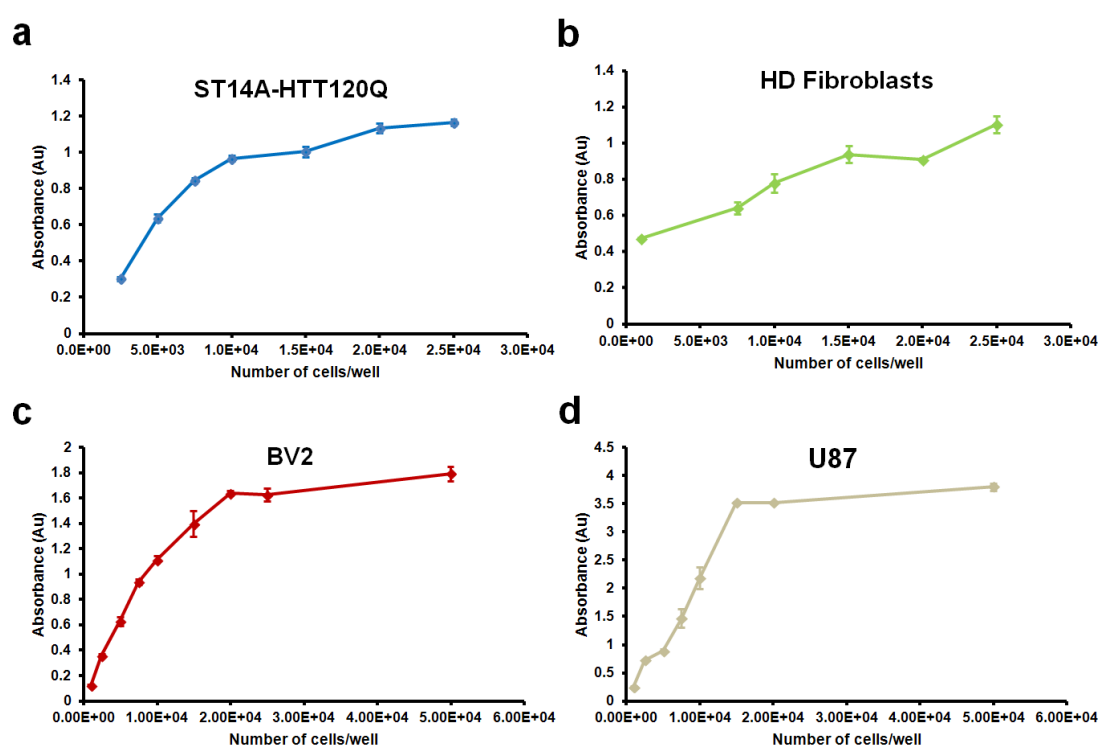 a
ST14A-HTT120Q
1.4
1.2
1
0.8
0.6
0.4
0.2
0
Absorbance (Au)
0.0E+00 5.0E+03 1.0E+04 1.5E+04 2.0E+04 2.5E+04 3.0E+04
Number of cells/well
b
HD Fibroblasts
1.4
1.2
1
0.8
0.6
0.4
0.2
0
Absorbance (Au)
0.0E+00 5.0E+03 1.0E+04 1.5E+04 2.0E+04 2.5E+04 3.0E+04
Number of cells/well
c
BV2
2
1.8
1.6
1.4
1.2
1
0.8
0.6
0.4
0.2
0
Absorbance (Au)
0.00E+00 1.00E+04 2.00E+04 3.00E+04 4.00E+04 5.00E+04 6.00E+04
Number of cells/well
d
U87
4.5
4
3.5
3
2.5
2
1.5
1
0.5
0
Absorbance (Au)
0.00E+00 1.00E+04 2.00E+04 3.00E+04 4.00E+04 5.00E+04 6.00E+04
Number of cells/well